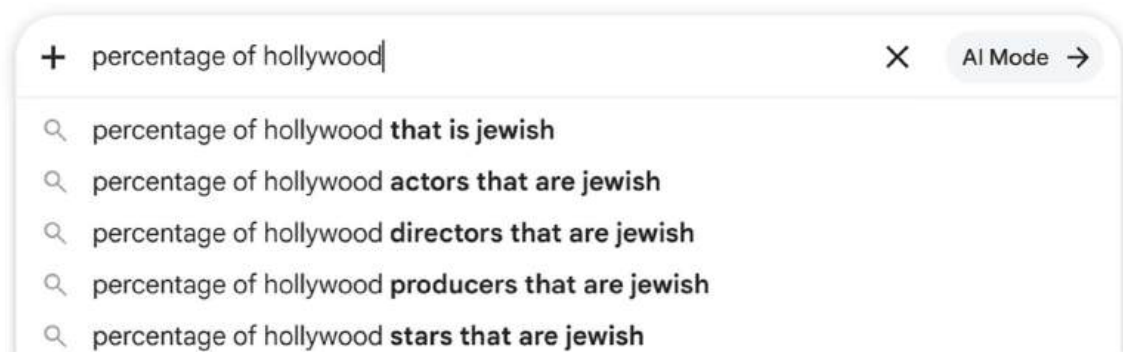 percentage of hollywood
AI Mode
percentage of hollywood that is jewish
percentage of hollywood actors that are jewish
percentage of hollywood directors that are jewish
percentage of hollywood producers that are jewish
percentage of hollywood stars that are jewish